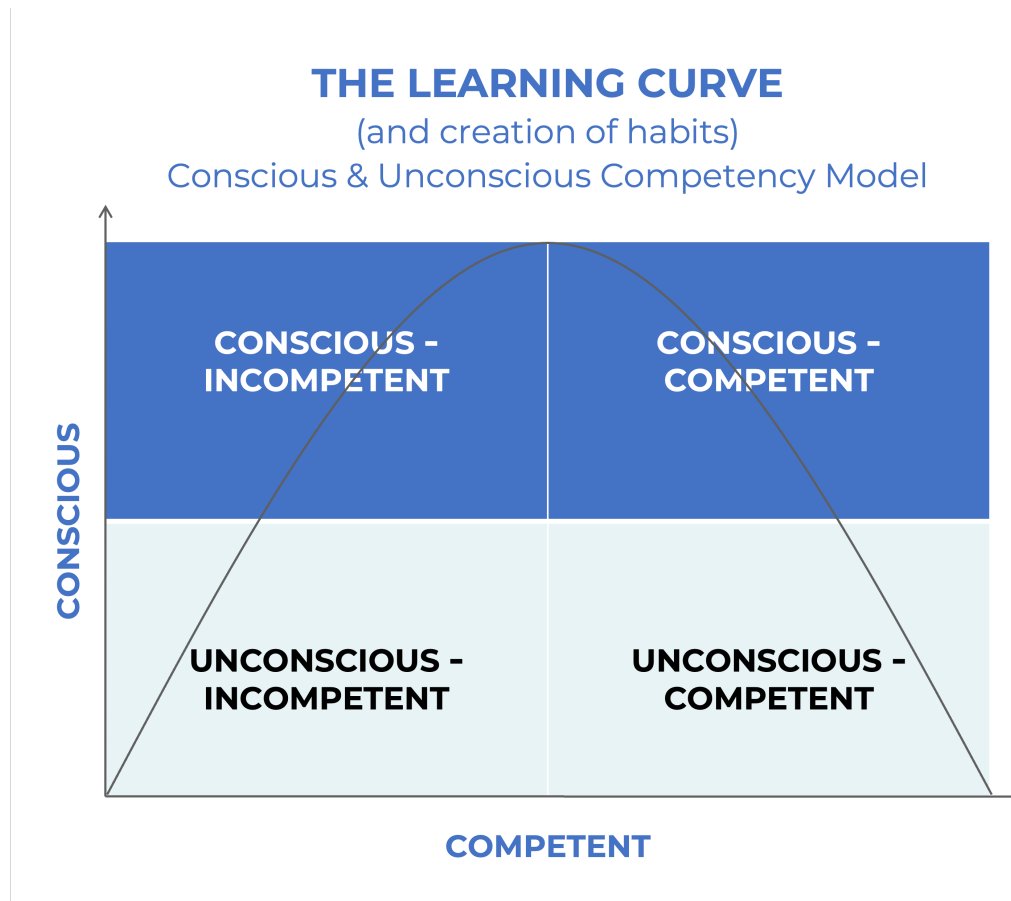 THE LEARNING CURVE
(and creation of habits)
Conscious & Unconscious Competency Model
CONSCIOUS -
INCOMPETENT
CONSCIOUS -
COMPETENT
CONSCIOUS
UNCONSCIOUS -
INCOMPETENT
UNCONSCIOUS -
COMPETENT
COMPETENT